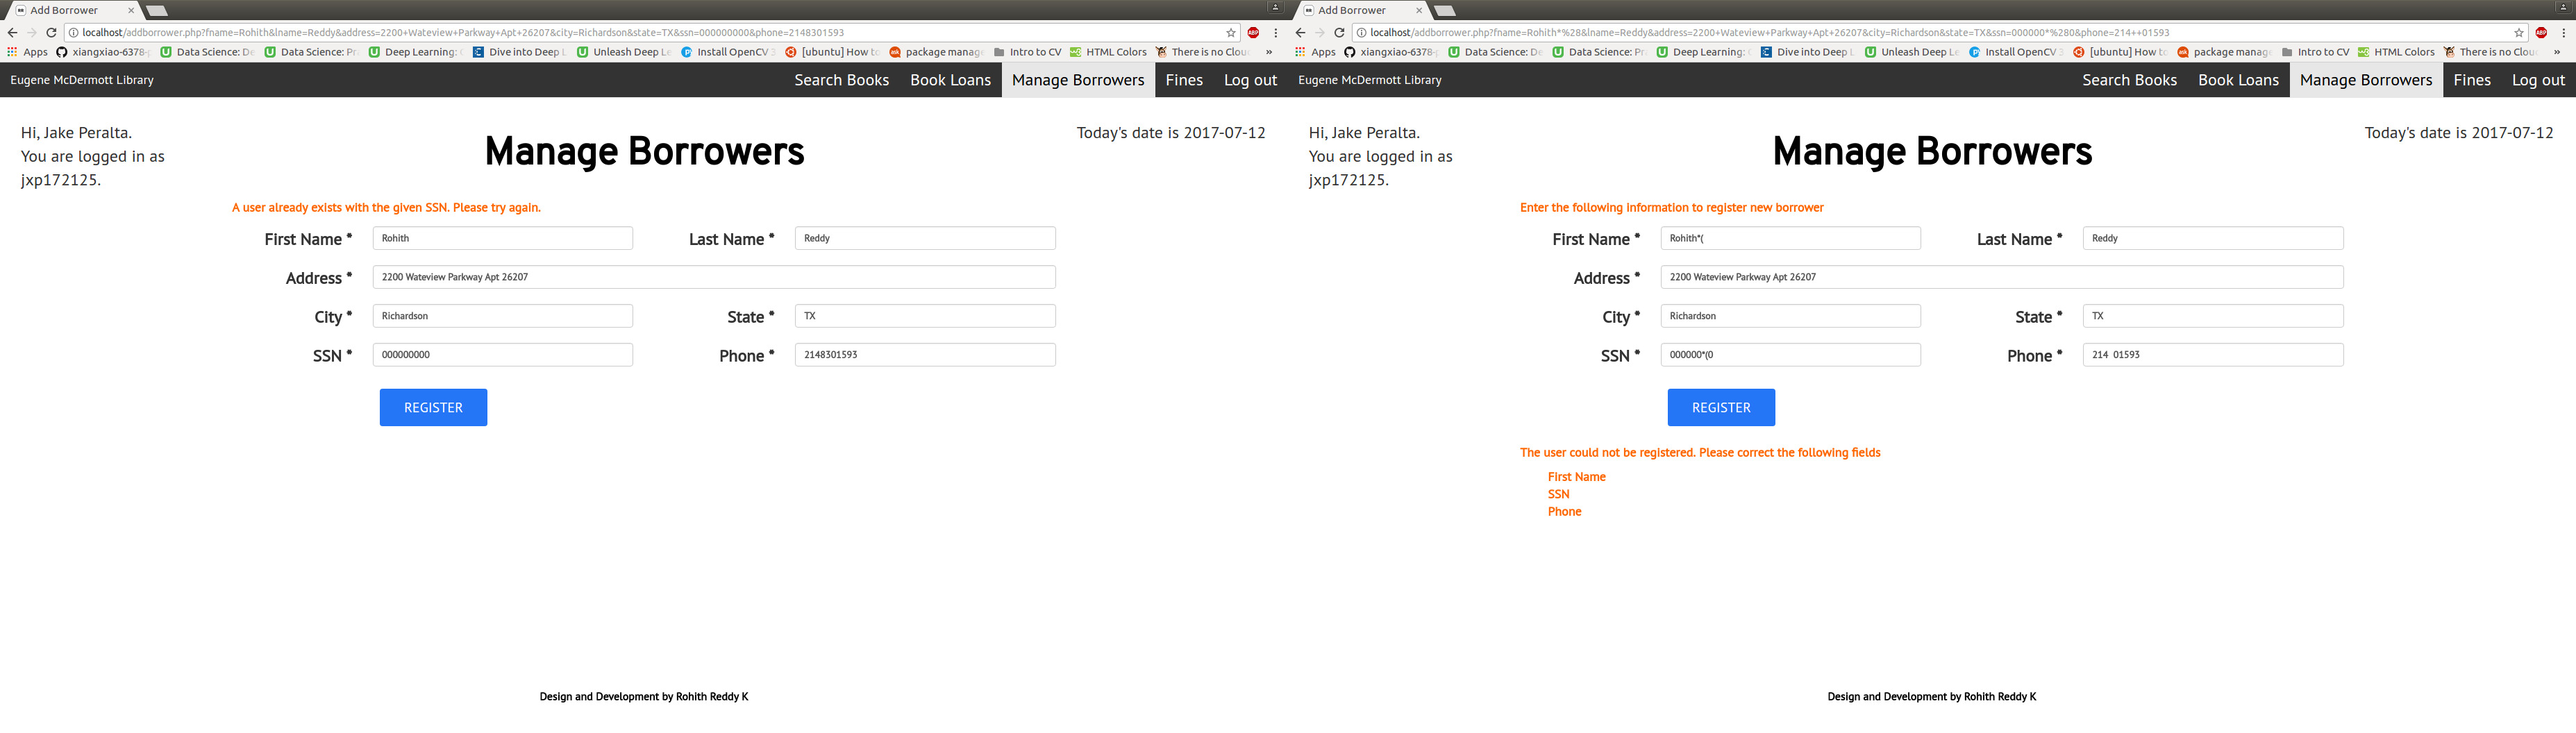 Add Borrower
localhost/addborrower.php?fname=Rohith&lname=Reddy&address=2200+Wateview+Parkway+Apt+26207&city=Richardson&state=TX&ssn=000000000&phone=2148301593
Apps xiangxiao-6378-p Data Science: De Data Science: Pr Deep Learning: Dive into Deep L Unleash Deep Le Install OpenCV 3 [ubuntu] How to package manage Intro to CV HTML Colors There is no Clou »
Eugene McDermott Library Search Books Book Loans Manage Borrowers Fines Log out
Hi, Jake Peralta.
You are logged in as
jxp172125.
Manage Borrowers
Today's date is 2017-07-12
A user already exists with the given SSN. Please try again.
First Name * Rohith Last Name * Reddy
Address * 2200 Wateview Parkway Apt 26207
City * Richardson State * TX
SSN * 000000000 Phone * 2148301593
REGISTER
Design and Development by Rohith Reddy K
Add Borrower
localhost/addborrower.php?fname=Rohith*%28&lname=Reddy&address=2200+Wateview+Parkway+Apt+26207&city=Richardson&state=TX&ssn=000000*%280&phone=214++01593
Apps xiangxiao-6378-p Data Science: De Data Science: Pr Deep Learning: Dive into Deep L Unleash Deep Le Install OpenCV 3 [ubuntu] How to package manage Intro to CV HTML Colors There is no Clou »
Eugene McDermott Library Search Books Book Loans Manage Borrowers Fines Log out
Hi, Jake Peralta.
You are logged in as
jxp172125.
Manage Borrowers
Today's date is 2017-07-12
Enter the following information to register new borrower
First Name * Rohith*( Last Name * Reddy
Address * 2200 Wateview Parkway Apt 26207
City * Richardson State * TX
SSN * 000000*(0 Phone * 214  01593
REGISTER
The user could not be registered. Please correct the following fields
First Name
SSN
Phone
Design and Development by Rohith Reddy K